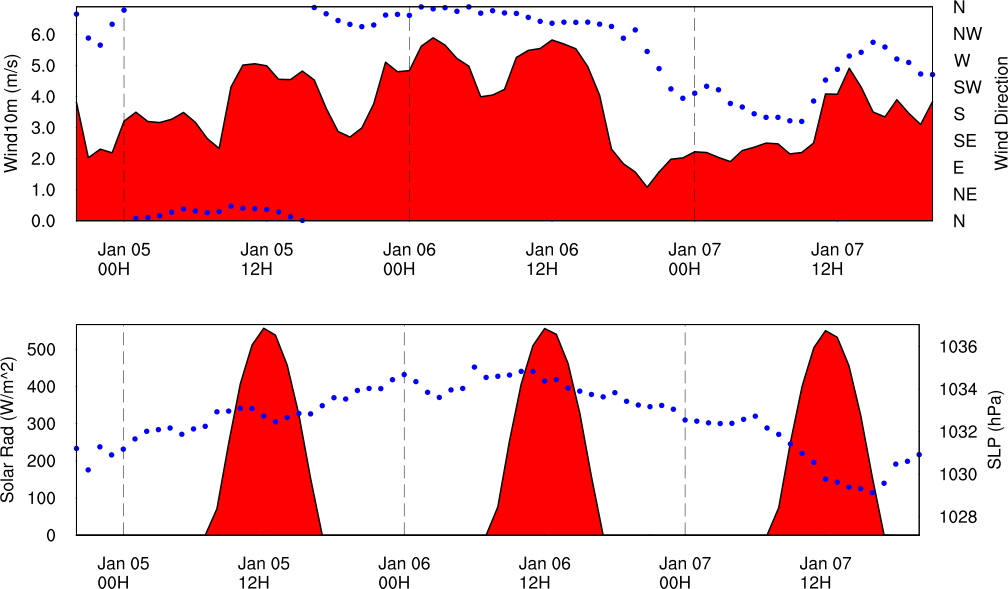 Wind10m (m/s)
6.0
5.0
4.0
3.0
2.0
1.0
0.0
N
NW
W
SW
S
SE
E
NE
N
Wind Direction
Jan 05 Jan 05 Jan 06 Jan 06 Jan 07 Jan 07
00H 12H 00H 12H 00H 12H
Solar Rad (W/m^2)
500
400
300
200
100
0
1036
1034
1032
1030
1028
SLP (hPa)
Jan 05 Jan 05 Jan 06 Jan 06 Jan 07 Jan 07
00H 12H 00H 12H 00H 12H